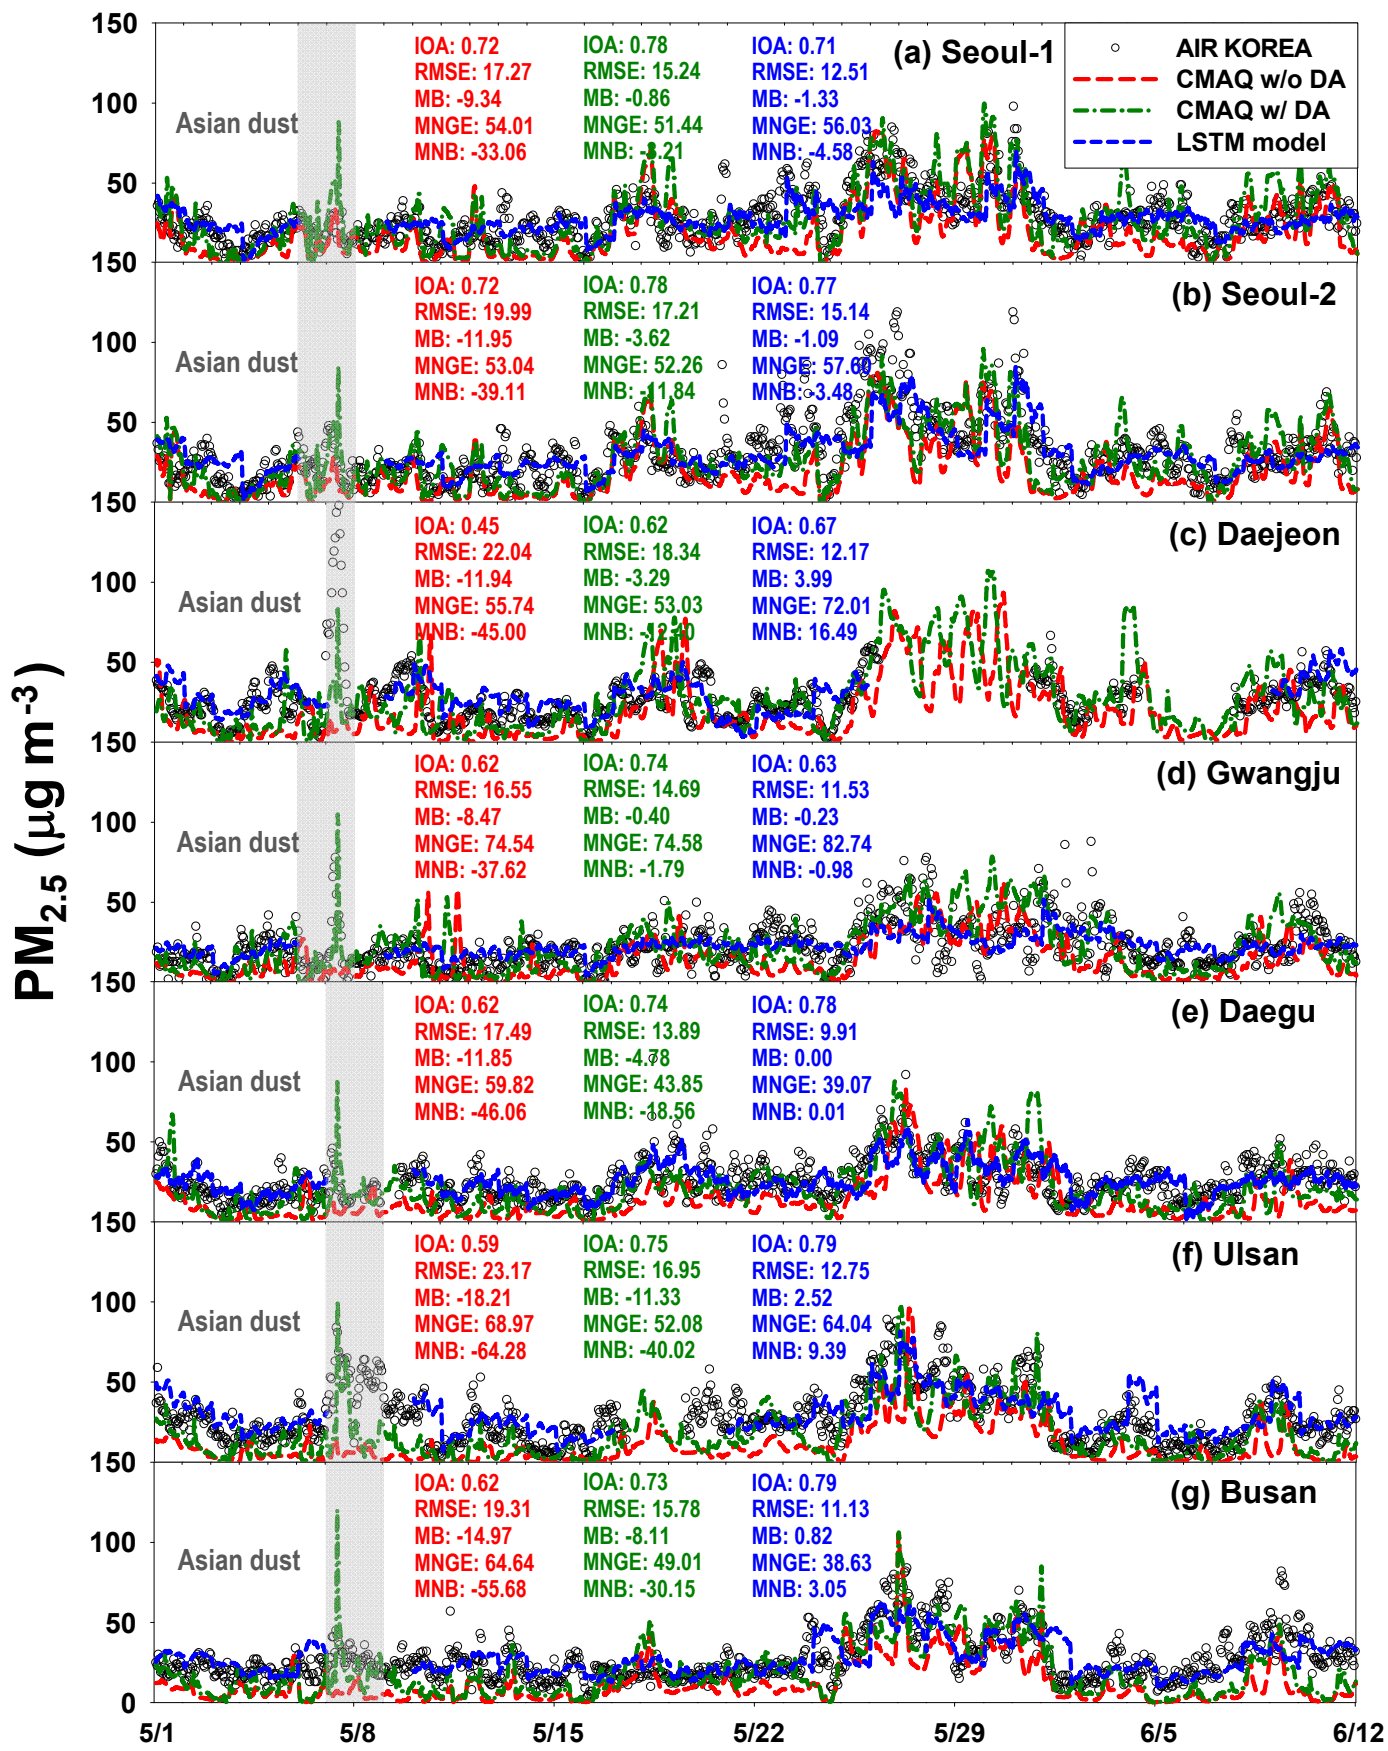 PM2.5 (μg m-3)
150
100
50
150
100
50
150
100
50
150
100
50
150
100
50
150
100
50
150
100
50
0
5/1
5/8
5/15
5/22
5/29
6/5
6/12
AIR KOREA
CMAQ w/o DA
CMAQ w/ DA
LSTM model
(a) Seoul-1
Asian dust
IOA: 0.72
RMSE: 17.27
MB: -9.34
MNGE: 54.01
MNB: -33.06
IOA: 0.78
RMSE: 15.24
MB: -0.86
MNGE: 51.44
MNB:
IOA: 0.71
RMSE: 12.51
MB: -1.33
MNGE: 56.03
MNB: -4.58
(b) Seoul-2
Asian dust
IOA: 0.72
RMSE: 19.99
MB: -11.95
MNGE: 53.04
MNB: -39.11
IOA: 0.78
RMSE: 17.21
MB: -3.62
MNGE: 52.26
MNB: -11.84
IOA: 0.77
RMSE: 15.14
MB: -1.09
MNGE: 57.60
MNB: -3.48
(c) Daejeon
Asian dust
IOA: 0.45
RMSE: 22.04
MB: -11.94
MNGE: 55.74
MNB: -45.00
IOA: 0.62
RMSE: 18.34
MB: -3.29
MNGE: 53.03
MNB:
IOA: 0.67
RMSE: 12.17
MB: 3.99
MNGE: 72.01
MNB: 16.49
(d) Gwangju
Asian dust
IOA: 0.62
RMSE: 16.55
MB: -8.47
MNGE: 74.54
MNB: -37.62
IOA: 0.74
RMSE: 14.69
MB: -0.40
MNGE: 74.58
MNB: -1.79
IOA: 0.63
RMSE: 11.53
MB: -0.23
MNGE: 82.74
MNB: -0.98
(e) Daegu
Asian dust
IOA: 0.62
RMSE: 17.49
MB: -11.85
MNGE: 59.82
MNB: -46.06
IOA: 0.74
RMSE: 13.89
MB: -4.78
MNGE: 43.85
MNB: -18.56
IOA: 0.78
RMSE: 9.91
MB: 0.00
MNGE: 39.07
MNB: 0.01
(f) Ulsan
Asian dust
IOA: 0.59
RMSE: 23.17
MB: -18.21
MNGE: 68.97
MNB: -64.28
IOA: 0.75
RMSE: 16.95
MB: -11.33
MNGE: 52.08
MNB: -40.02
IOA: 0.79
RMSE: 12.75
MB: 2.52
MNGE: 64.04
MNB: 9.39
(g) Busan
Asian dust
IOA: 0.62
RMSE: 19.31
MB: -14.97
MNGE: 64.64
MNB: -55.68
IOA: 0.73
RMSE: 15.78
MB: -8.11
MNGE: 49.01
MNB: -30.15
IOA: 0.79
RMSE: 11.13
MB: 0.82
MNGE: 38.63
MNB: 3.05